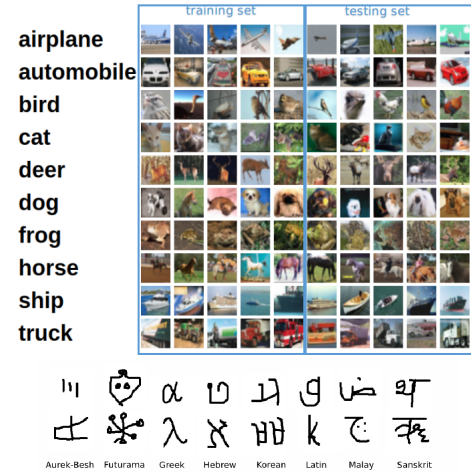 training set testing set
airplane
automobile
bird
cat
deer
dog
frog
horse
ship
truck
α
λ k
Aurek-Besh Futurama Greek Hebrew Korean Latin Malay Sanskrit